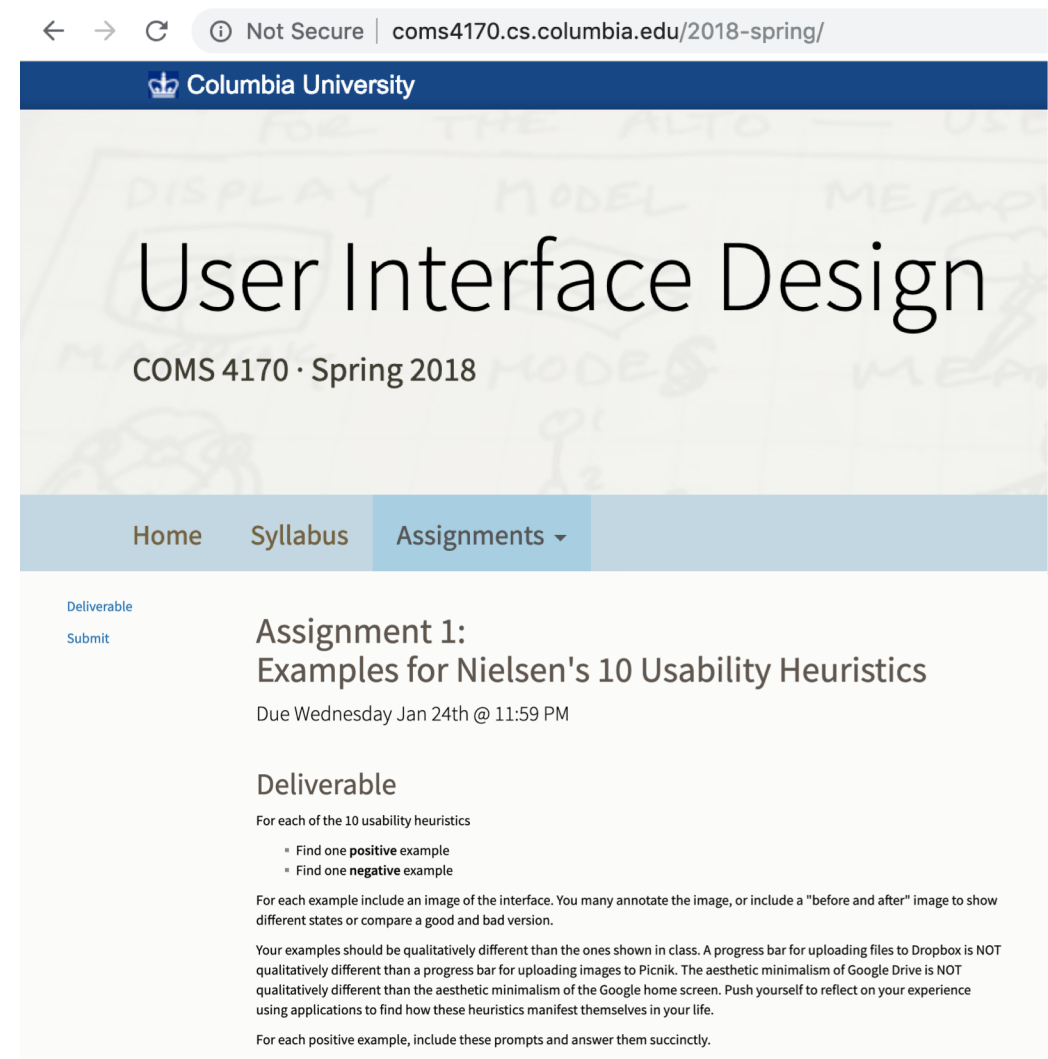 Not Secure | coms4170.cs.columbia.edu/2018-spring/
Columbia University
FOR THE ALTO — USE
DISPLAY MODEL
User Interface Design
MODES
COMS 4170 · Spring 2018
Home Syllabus Assignments
Deliverable
Submit
Assignment 1:
Examples for Nielsen's 10 Usability Heuristics
Due Wednesday Jan 24th @ 11:59 PM
Deliverable
For each of the 10 usability heuristics
Find one positive example
Find one negative example
For each example include an image of the interface. You many annotate the image, or include a "before and after" image to show
different states or compare a good and bad version.
Your examples should be qualitatively different than the ones shown in class. A progress bar for uploading files to Dropbox is NOT
qualitatively different than a progress bar for uploading images to Picnik. The aesthetic minimalism of Google Drive is NOT
qualitatively different than the aesthetic minimalism of the Google home screen. Push yourself to reflect on your experience
using applications to find how these heuristics manifest themselves in your life.
For each positive example, include these prompts and answer them succinctly.